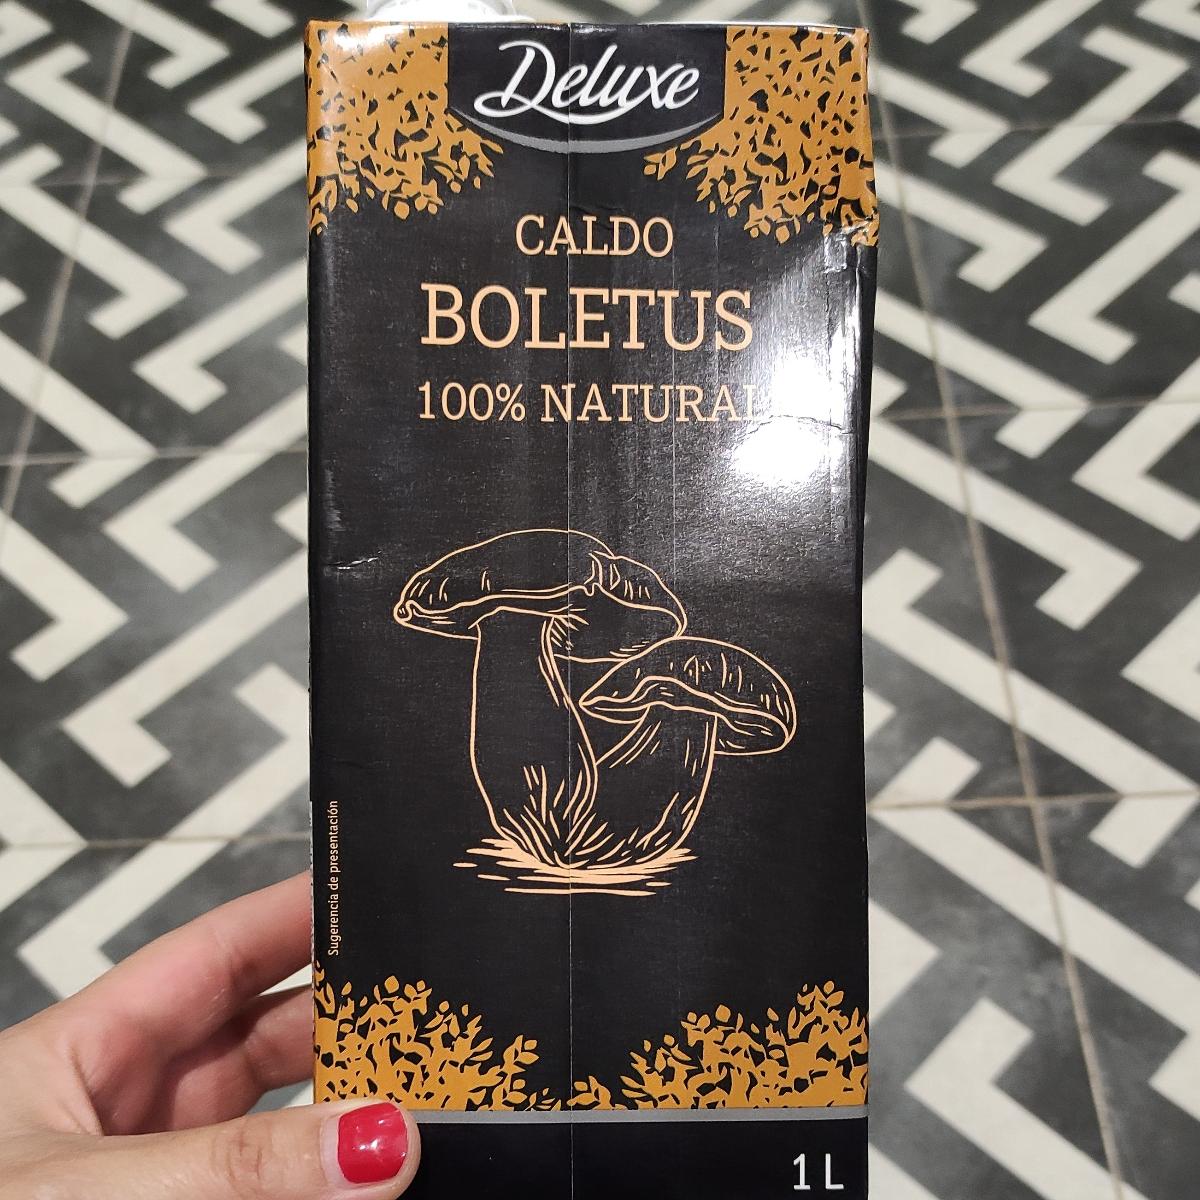 Deluxe
CALDO
BOLETUS
100% NATURAL
Sugerencia de presentación
1 L